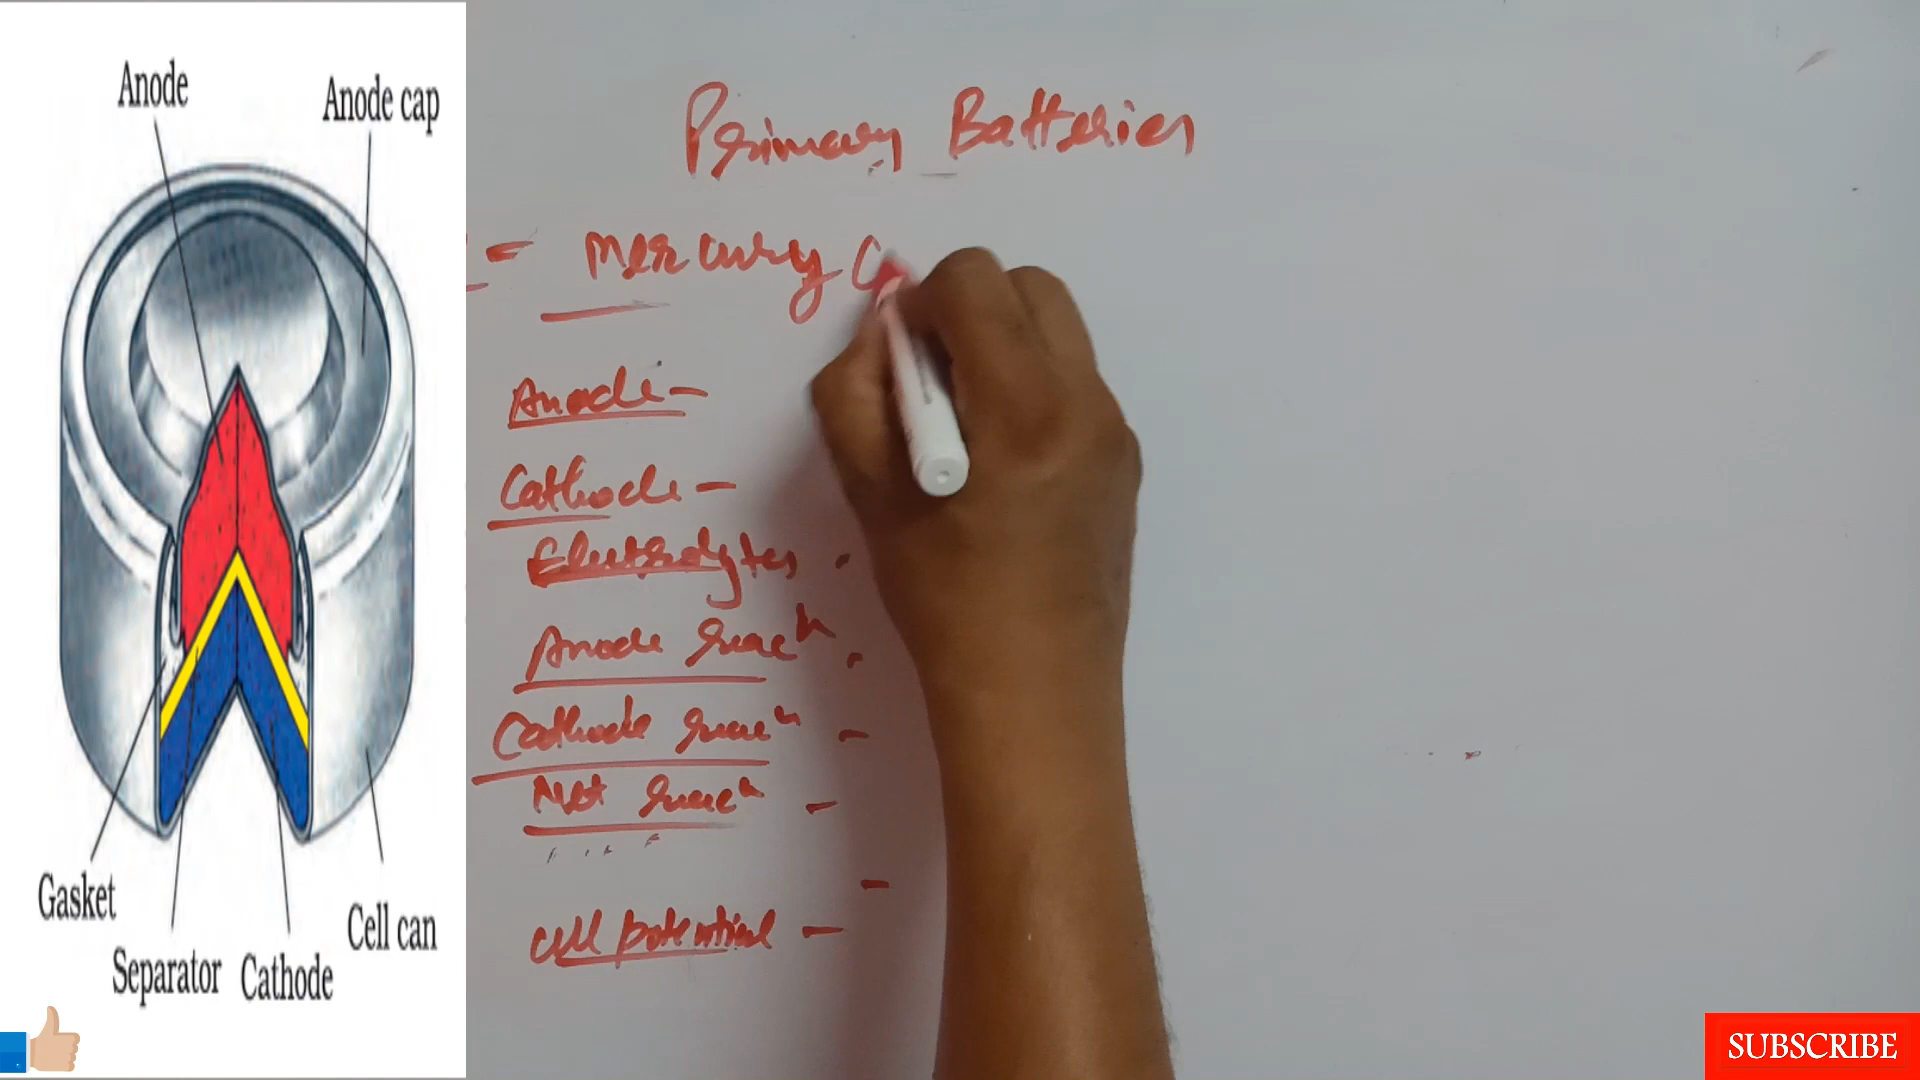 Anode
Anode cap
Gasket
Separator
Cathode
Cell can
Primary Batteries
- Mercury C
Anode -
Cathode -
Electrolytes -
Anode reacn -
Cathode reacn -
Net reacn -
-
Cell potential -
SUBSCRIBE